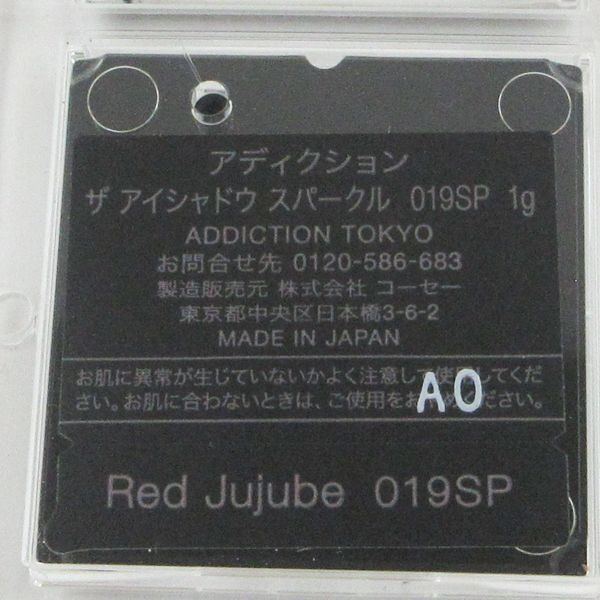 アディクション
ザ アイシャドウ スパークル 019SP 1g
ADDICTION TOKYO
お問合せ先 0120-586-683
製造販売元 株式会社 コーセー
東京都中央区日本橋3-6-2
MADE IN JAPAN
お肌に異常が生じていないかよく注意して使用してくだ
さい。お肌に合わないときは、ご使用をおやめください。
AO
Red Jujube 019SP